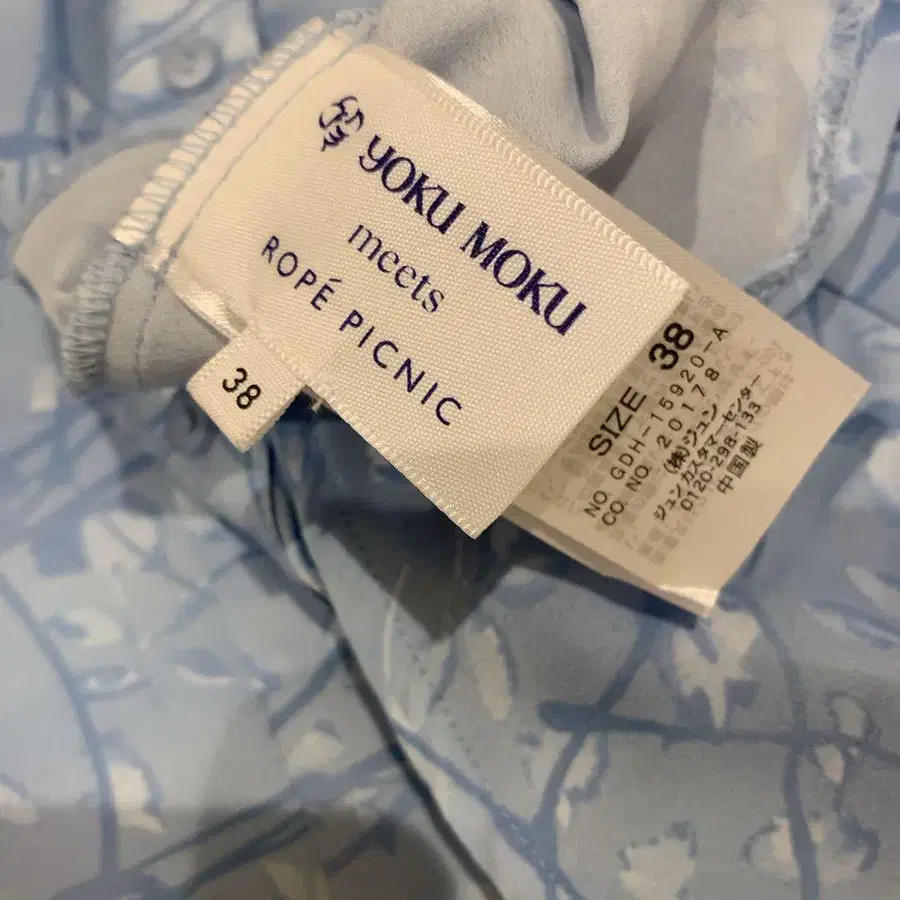 YOKU MOKU
meets
ROPÉ PICNIC
38
SIZE 38
NO. GDH-15920-A
CO. NO. 20178
(株)ジュン
ジュンカスタマーセンター
0120-298-133
中国製